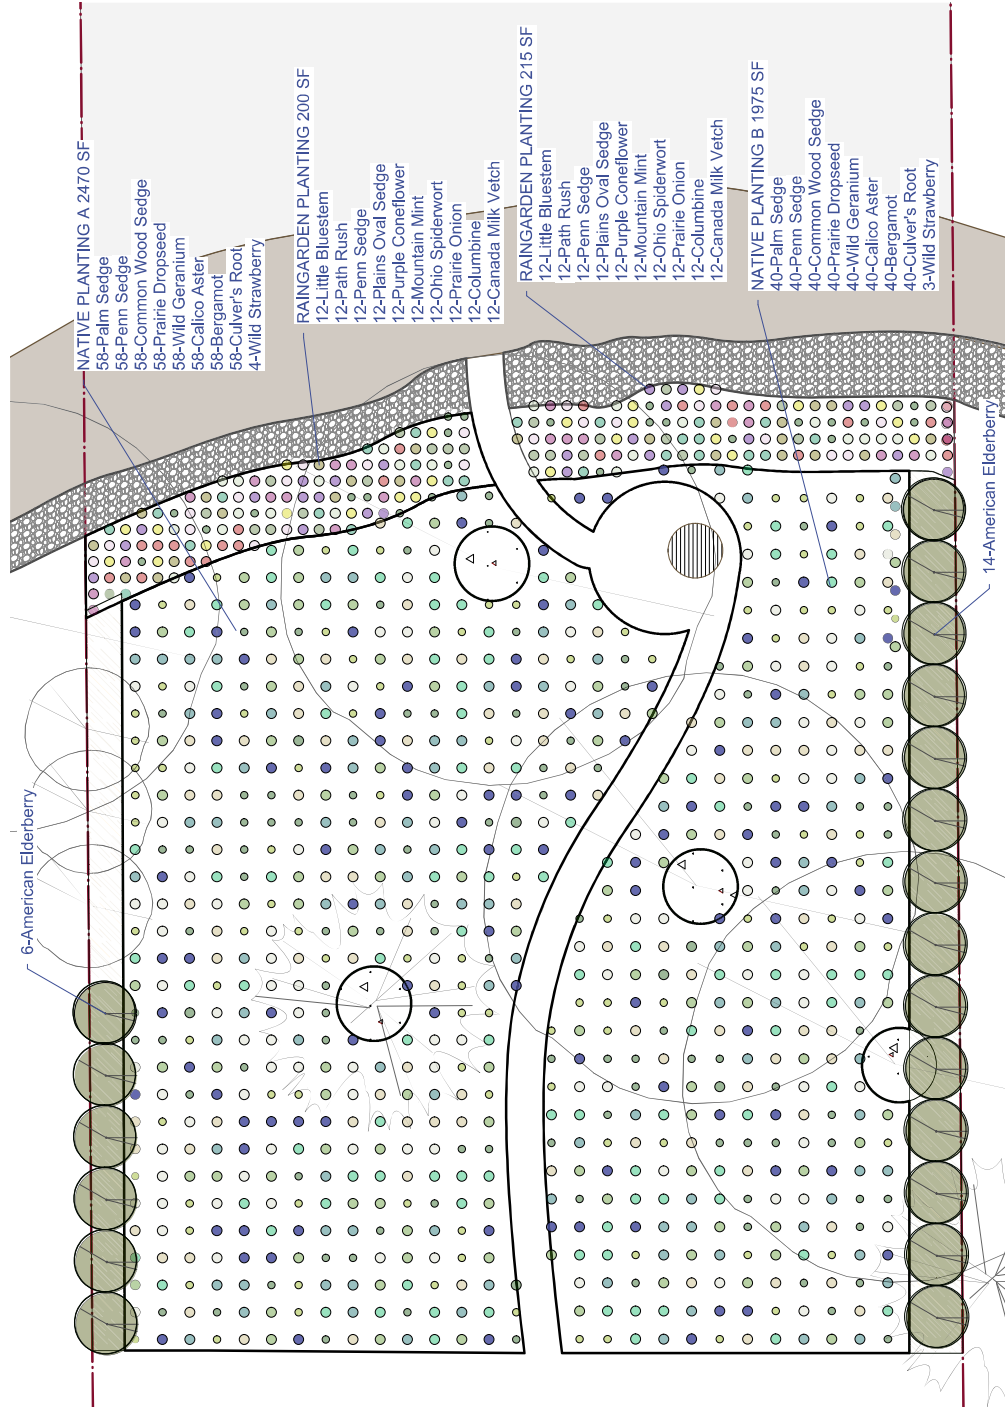 NATIVE PLANTING A 2470 SF
58-Palm Sedge
58-Penn Sedge
58-Common Wood Sedge
58-Prairie Dropseed
58-Wild Geranium
58-Calico Aster
58-Bergamot
58-Culver's Root
4-Wild Strawberry
RAINGARDEN PLANTING 200 SF
12-Little Bluestem
12-Path Rush
12-Penn Sedge
12-Plains Oval Sedge
12-Purple Coneflower
12-Mountain Mint
12-Ohio Spiderwort
12-Prairie Onion
12-Columbine
12-Canada Milk Vetch
RAINGARDEN PLANTING 215 SF
12-Little Bluestem
12-Path Rush
12-Penn Sedge
12-Plains Oval Sedge
12-Purple Coneflower
12-Mountain Mint
12-Ohio Spiderwort
12-Prairie Onion
12-Columbine
12-Canada Milk Vetch
NATIVE PLANTING B 1975 SF
40-Palm Sedge
40-Penn Sedge
40-Common Wood Sedge
40-Prairie Dropseed
40-Wild Geranium
40-Calico Aster
40-Bergamot
40-Culver's Root
3-Wild Strawberry
6-American Elderberry
14-American Elderberry